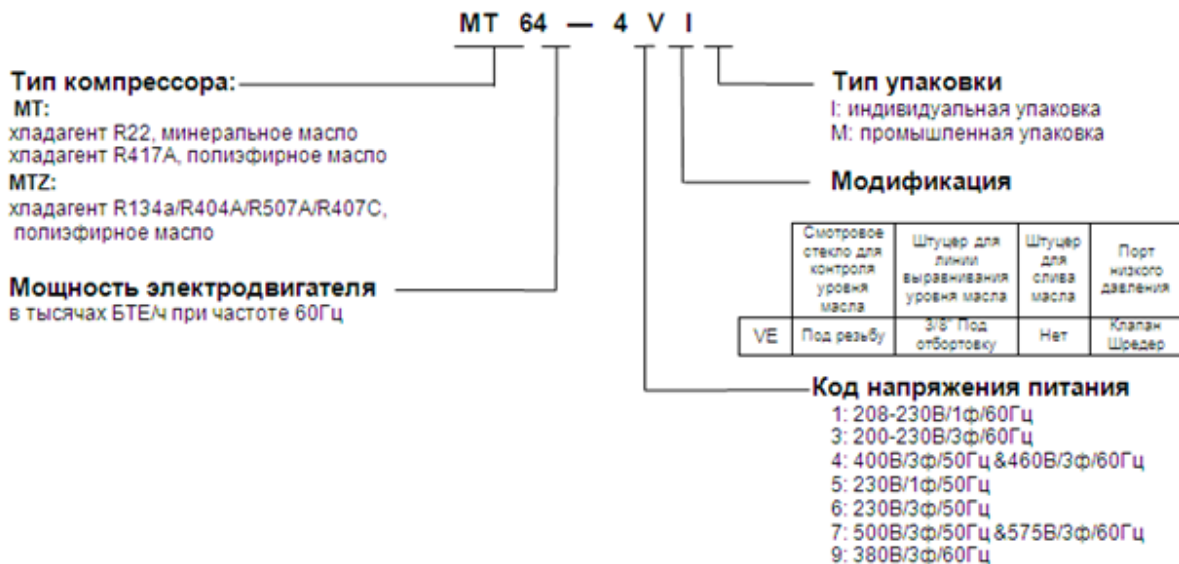 MT 64 — 4 V I
Тип компрессора:
MT:
хладагент R22, минеральное масло
хладагент R417A, полиэфирное масло
MTZ:
хладагент R134a/R404A/R507A/R407C,
полиэфирное масло
Мощность электродвигателя
в тысячах БТЕ/ч при частоте 60Гц
Тип упаковки
I: индивидуальная упаковка
M: промышленная упаковка
Модификация
Смотровое
стекло для
контроля
уровня
масла
Штуцер для
линии
выравнивания
уровня масла
Штуцер
для
слива
масла
Порт
низкого
давления
VE
Под резьбу
3/8" Под
отбортовку
Нет
Клапан
Шредер
Код напряжения питания
1: 208-230В/1ф/60Гц
3: 200-230В/3ф/60Гц
4: 400В/3ф/50Гц &460В/3ф/60Гц
5: 230В/1ф/50Гц
6: 230В/3ф/50Гц
7: 500В/3ф/50Гц &575В/3ф/60Гц
9: 380В/3ф/60Гц